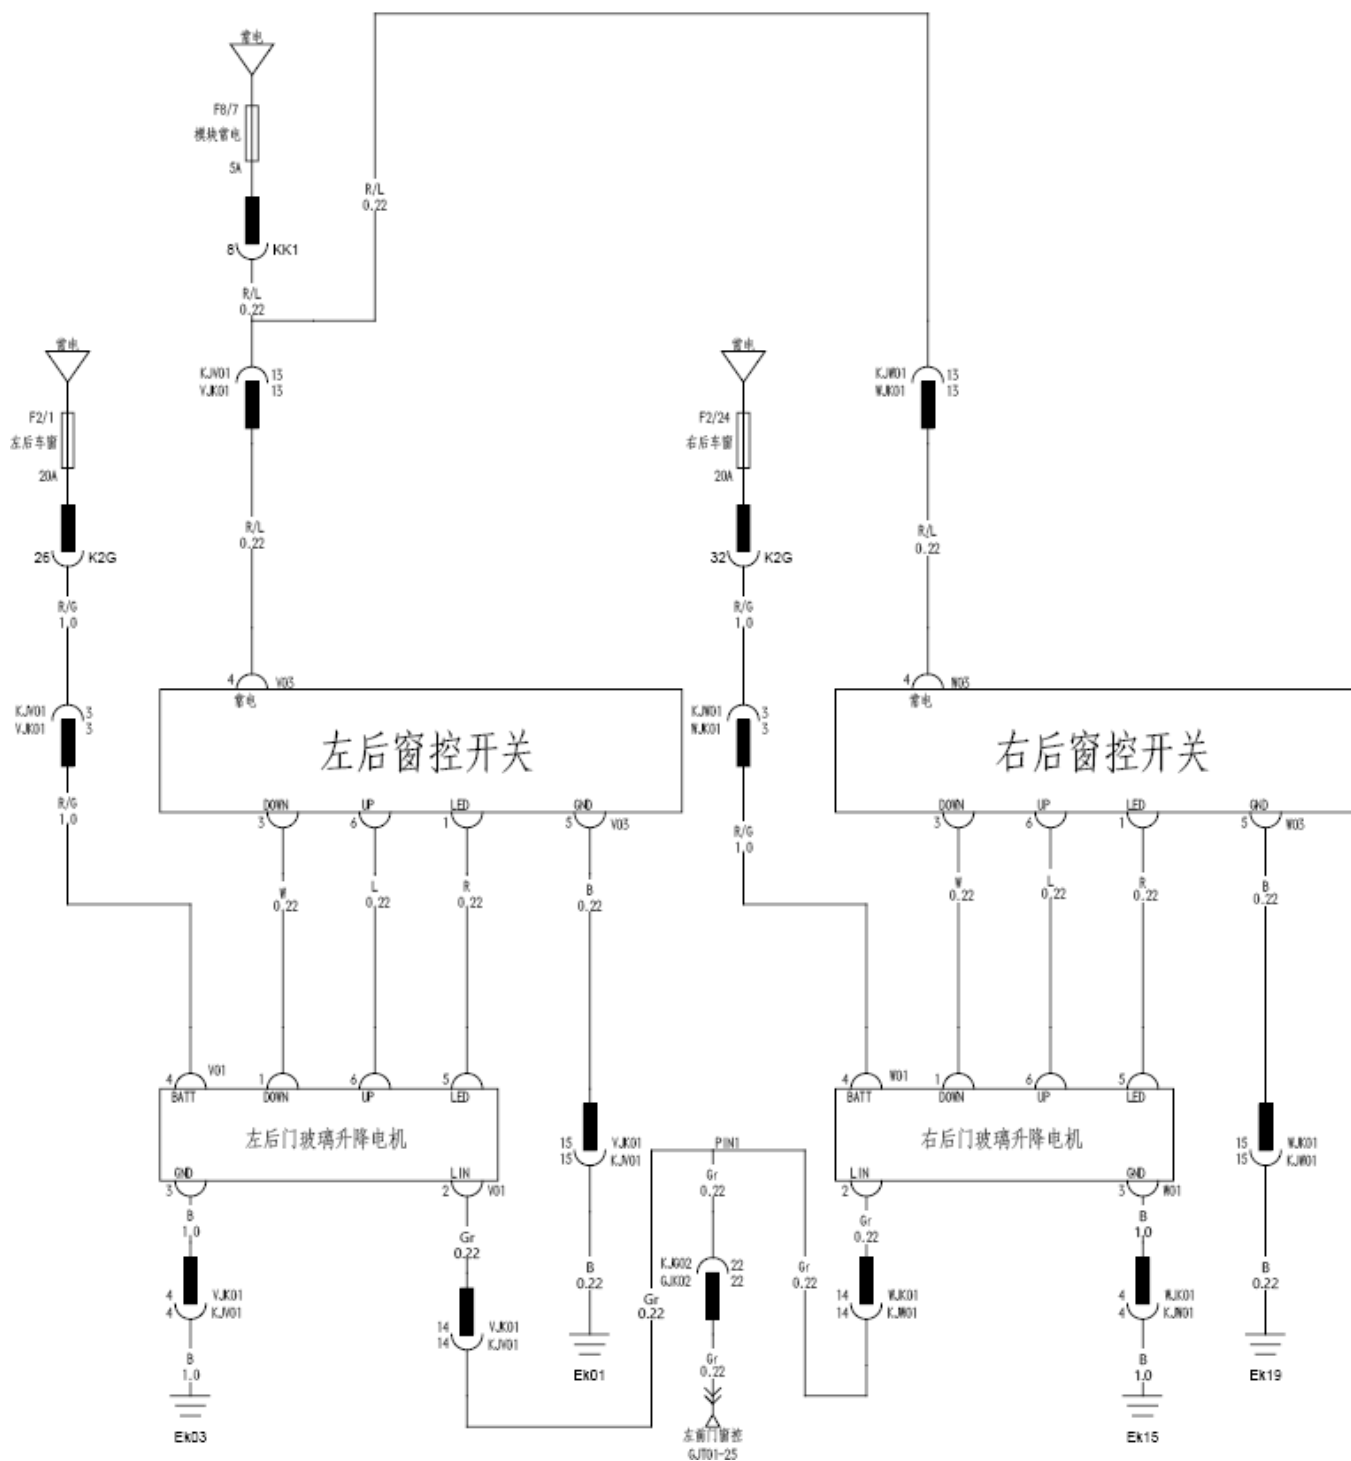 常电
F8/7
模块常电
5A
8 KK1
R/L
0.22
R/L
0.22
常电
F2/1
左后车窗
20A
26 K2G
R/G
1.0
KJV01 3
VJK01 3
R/G
1.0
KJV01 13
VJK01 13
R/L
0.22
常电
F2/24
右后车窗
20A
32 K2G
R/G
1.0
KJW01 3
WJK01 3
R/G
1.0
KJW01 13
WJK01 13
R/L
0.22
4 V03
常电
左后窗控开关
DOWN UP LED GND
3 6 1 5 V03
4 W03
常电
右后窗控开关
DOWN UP LED GND
3 6 1 5 W03
W
0.22
L
0.22
R
0.22
B
0.22
W
0.22
L
0.22
R
0.22
B
0.22
4 V01 1 6 5
BATT DOWN UP LED
左后门玻璃升降电机
GND LIN
3 2 V01
4 W01 1 6 5
BATT DOWN UP LED
右后门玻璃升降电机
LIN GND
2 3 W01
15 VJK01
15 KJV01
PIN1
15 WJK01
15 KJW01
B
1.0
Gr
0.22
Gr
0.22
Gr
0.22
B
1.0
4 VJK01
4 KJV01
14 VJK01
14 KJV01
B
0.22
Gr
0.22
KJG02 22
GJK02 22
Gr
0.22
14 WJK01
14 KJW01
4 WJK01
4 KJW01
B
0.22
B
1.0
Ek03
Ek01
Gr
0.22
左前门窗控
GJT01-25
B
1.0
Ek15
Ek19